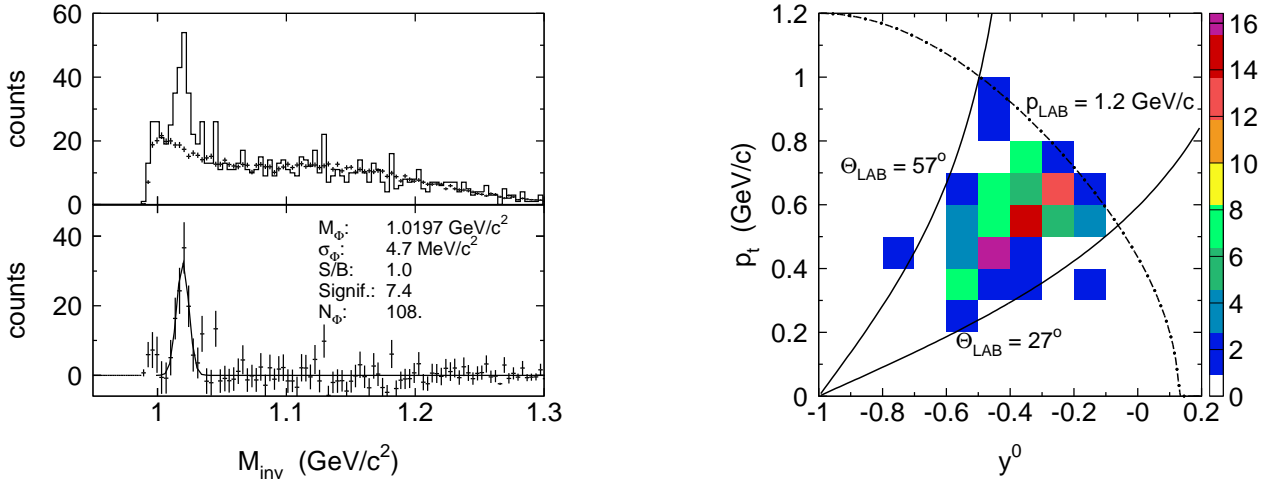 counts
60
40
20
0
counts
40
20
0
M_Φ: 1.0197 GeV/c²
σ_Φ: 4.7 MeV/c²
S/B: 1.0
Signif.: 7.4
N_Φ: 108.
1 1.1 1.2 1.3
M_inv (GeV/c²)
p_t (GeV/c)
1.2
1
0.8
0.6
0.4
0.2
0
p_LAB = 1.2 GeV/c
Θ_LAB = 57°
Θ_LAB = 27°
-1 -0.8 -0.6 -0.4 -0.2 -0 0.2
y⁰
16
14
12
10
8
6
4
2
0